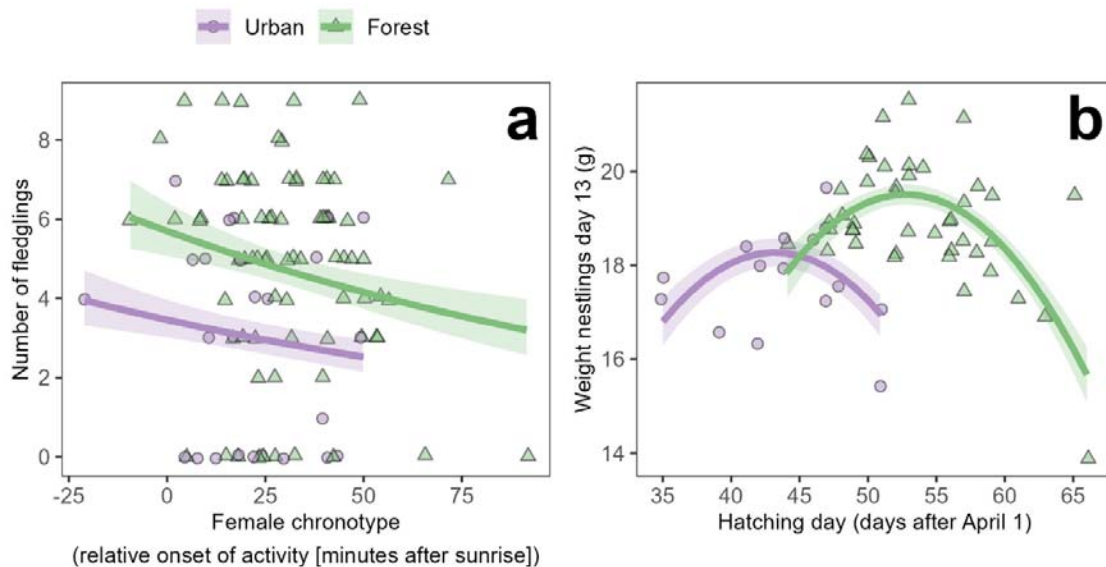 Urban Forest
a
Number of fledglings
8
6
4
2
0
-25 0 25 50 75
Female chronotype
(relative onset of activity [minutes after sunrise])
b
Weight nestlings day 13 (g)
20
18
16
14
35 40 45 50 55 60 65
Hatching day (days after April 1)